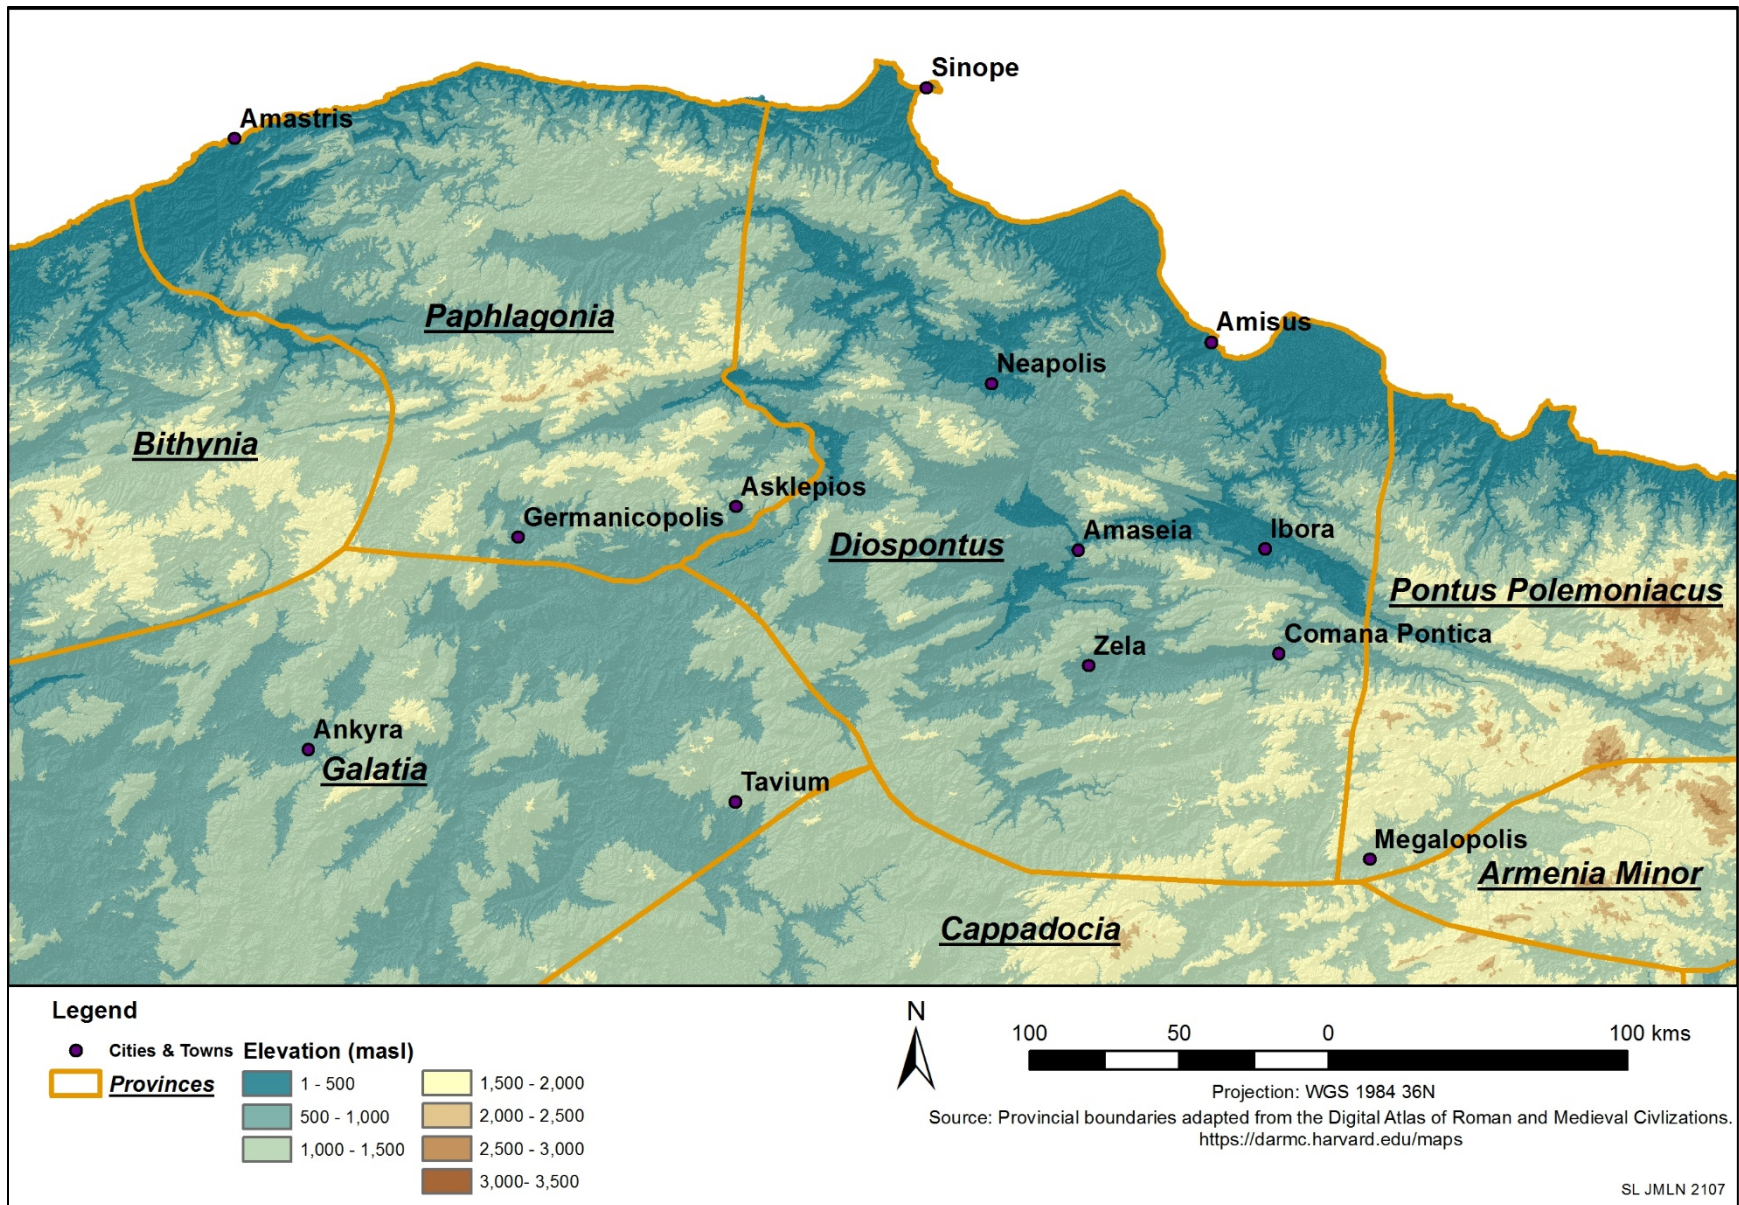 Sinope
Amastris
Paphlagonia
Amisus
Neapolis
Bithynia
Asklepios
Germanicopolis
Diospontus
Amaseia
Ibora
Pontus Polemoniacus
Comana Pontica
Zela
Ankyra
Galatia
Tavium
Megalopolis
Armenia Minor
Cappadocia
Legend
Cities & Towns
Provinces
Elevation (masl)
1 - 500
500 - 1,000
1,000 - 1,500
1,500 - 2,000
2,000 - 2,500
2,500 - 3,000
3,000- 3,500
N
100 50 0 100 kms
Projection: WGS 1984 36N
Source: Provincial boundaries adapted from the Digital Atlas of Roman and Medieval Civlizations.
https://darmc.harvard.edu/maps
SL JMLN 2107